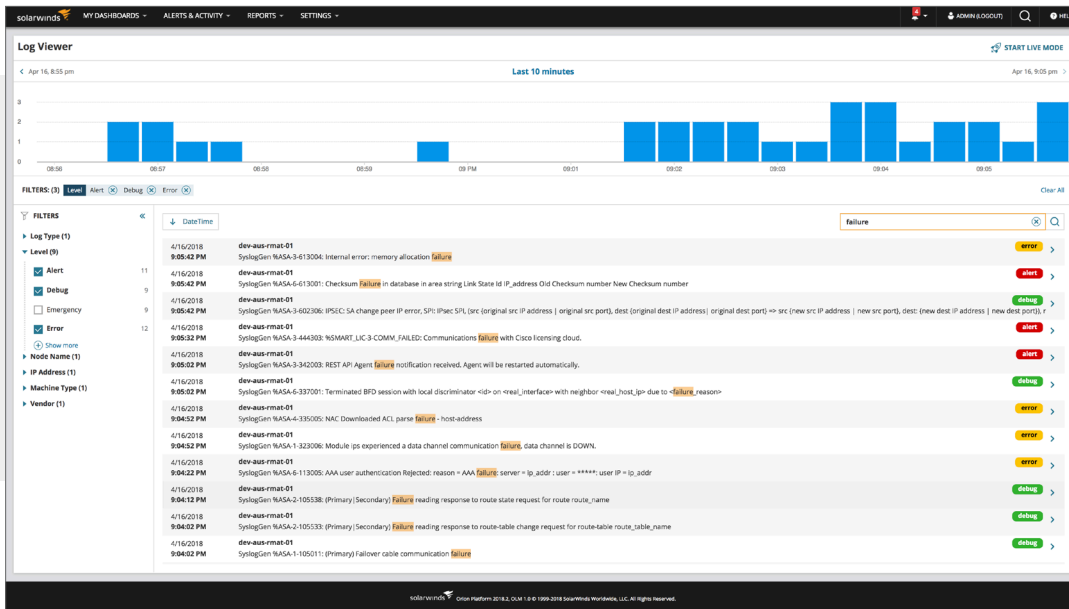 solarwinds MY DASHBOARDS ALERTS & ACTIVITY REPORTS SETTINGS 4 ADMIN (LOGOUT) HEL
Log Viewer START LIVE MODE
Apr 16, 8:55 pm Last 10 minutes Apr 16, 9:05 pm
3
2
1
0
08:56 08:57 08:58 08:59 09 PM 09:01 09:02 09:03 09:04 09:05
FILTERS: (3) Level Alert Debug Error Clear All
FILTERS
Log Type (1)
Level (9)
Alert 11
Debug 9
Emergency 9
Error 12
Show more
Node Name (1)
IP Address (1)
Machine Type (1)
Vendor (1)
DateTime failure
4/16/2018 dev-aus-rmat-01 error
9:05:42 PM SyslogGen %ASA-3-613004: Internal error: memory allocation failure
4/16/2018 dev-aus-rmat-01 alert
9:05:42 PM SyslogGen %ASA-6-613001: Checksum Failure in database in area string Link State Id IP_address Old Checksum number New Checksum number
4/16/2018 dev-aus-rmat-01 debug
9:05:42 PM SyslogGen %ASA-3-602306: IPSEC: SA change peer IP error, SPI: IPsec SPI, (src {original src IP address | original src port}, dest {original dest IP address| original dest port} => src {new src IP address | new src port}, dest: {new dest IP address | new dest port}), r
4/16/2018 dev-aus-rmat-01 alert
9:05:32 PM SyslogGen %ASA-3-444303: %SMART_LIC-3-COMM_FAILED: Communications failure with Cisco licensing cloud.
4/16/2018 dev-aus-rmat-01 alert
9:05:02 PM SyslogGen %ASA-3-342003: REST API Agent failure notification received. Agent will be restarted automatically.
4/16/2018 dev-aus-rmat-01 debug
9:05:02 PM SyslogGen %ASA-6-337001: Terminated BFD session with local discriminator <id> on <real_interface> with neighbor <real_host_ip> due to <failure_reason>
4/16/2018 dev-aus-rmat-01 error
9:04:52 PM SyslogGen %ASA-4-335005: NAC Downloaded ACL parse failure - host-address
4/16/2018 dev-aus-rmat-01 error
9:04:52 PM SyslogGen %ASA-1-323006: Module ips experienced a data channel communication failure, data channel is DOWN.
4/16/2018 dev-aus-rmat-01 error
9:04:22 PM SyslogGen %ASA-6-113005: AAA user authentication Rejected: reason = AAA failure: server = ip_addr : user = *****: user IP = ip_addr
4/16/2018 dev-aus-rmat-01 debug
9:04:12 PM SyslogGen %ASA-2-105538: (Primary|Secondary) Failure reading response to route state request for route route_name
4/16/2018 dev-aus-rmat-01 debug
9:04:02 PM SyslogGen %ASA-2-105533: (Primary|Secondary) Failure reading response to route-table change request for route-table route_table_name
4/16/2018 dev-aus-rmat-01 debug
9:04:02 PM SyslogGen %ASA-1-105011: (Primary) Failover cable communication failure
solarwinds Orion Platform 2018.2, OLM 1.0 © 1999-2018 SolarWinds Worldwide, LLC. All Rights Reserved.